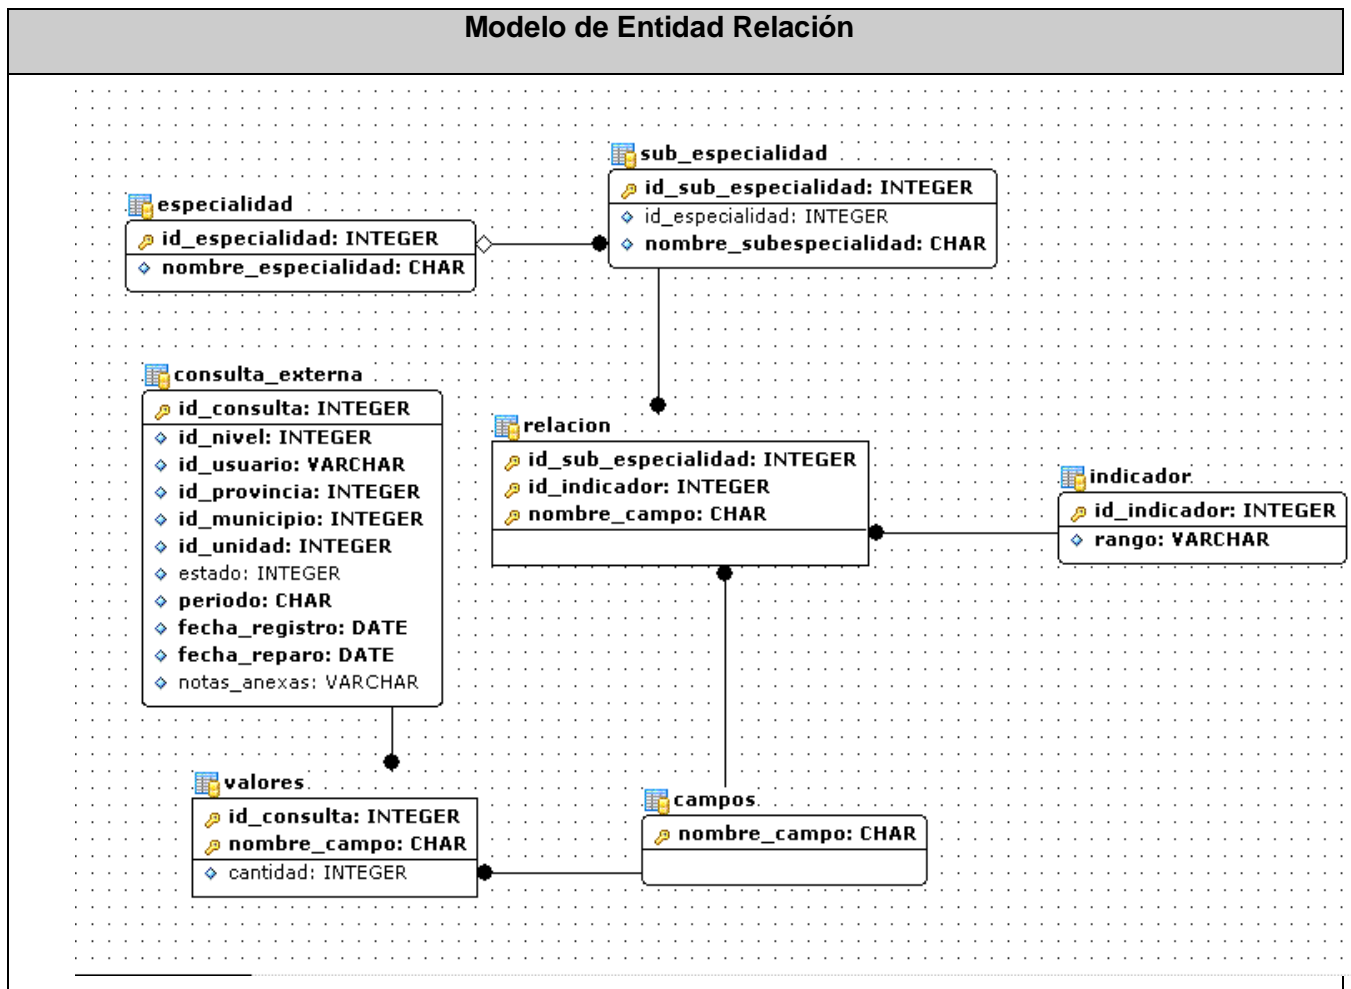 Modelo de Entidad Relación
sub_especialidad
id_sub_especialidad: INTEGER
id_especialidad: INTEGER
nombre_subespecialidad: CHAR
especialidad
id_especialidad: INTEGER
nombre_especialidad: CHAR
consulta_externa
id_consulta: INTEGER
id_nivel: INTEGER
id_usuario: VARCHAR
id_provincia: INTEGER
id_municipio: INTEGER
id_unidad: INTEGER
estado: INTEGER
periodo: CHAR
fecha_registro: DATE
fecha_reparo: DATE
notas_anexas: VARCHAR
relacion
id_sub_especialidad: INTEGER
id_indicador: INTEGER
nombre_campo: CHAR
indicador
id_indicador: INTEGER
rango: VARCHAR
valores
id_consulta: INTEGER
nombre_campo: CHAR
cantidad: INTEGER
campos
nombre_campo: CHAR